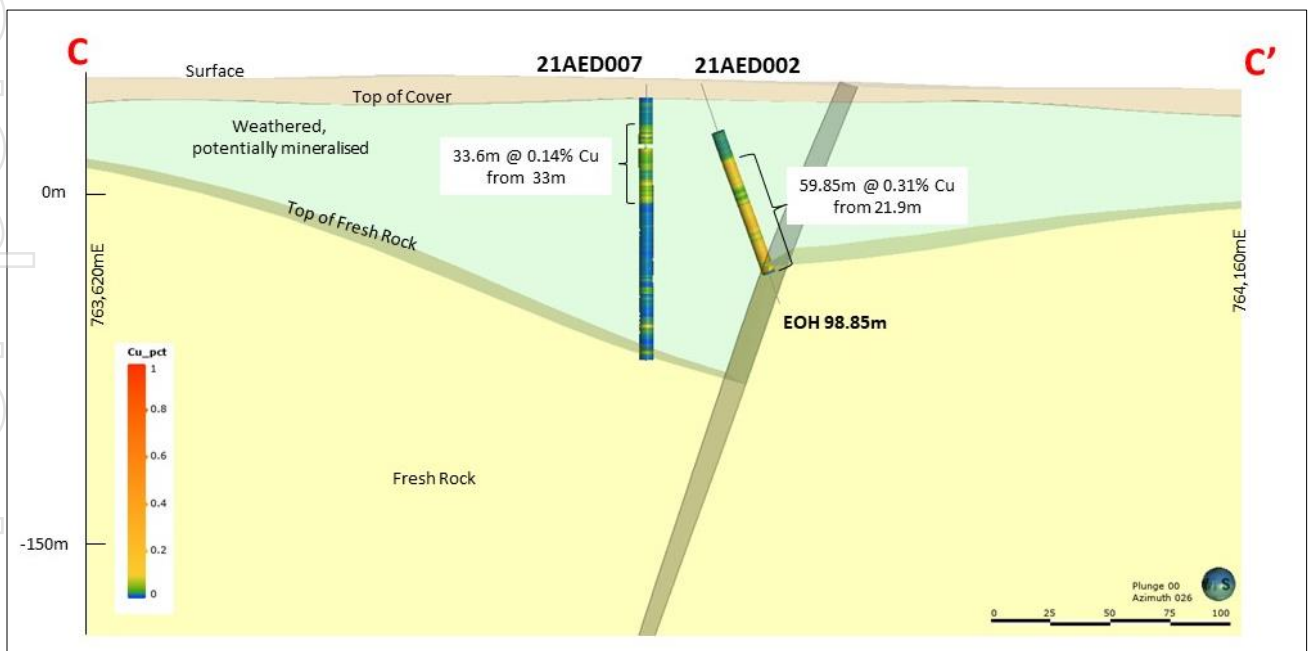 C
C'
21AED007
21AED002
Surface
Top of Cover
Weathered,
potentially mineralised
33.6m @ 0.14% Cu
from 33m
59.85m @ 0.31% Cu
from 21.9m
0m
Top of Fresh Rock
763,620mE
764,160mE
EOH 98.85m
Cu_pct
1
0.8
0.6
0.4
0.2
0
Fresh Rock
-150m
Plunge 00
Azimuth 026
S
0 25 50 75 100